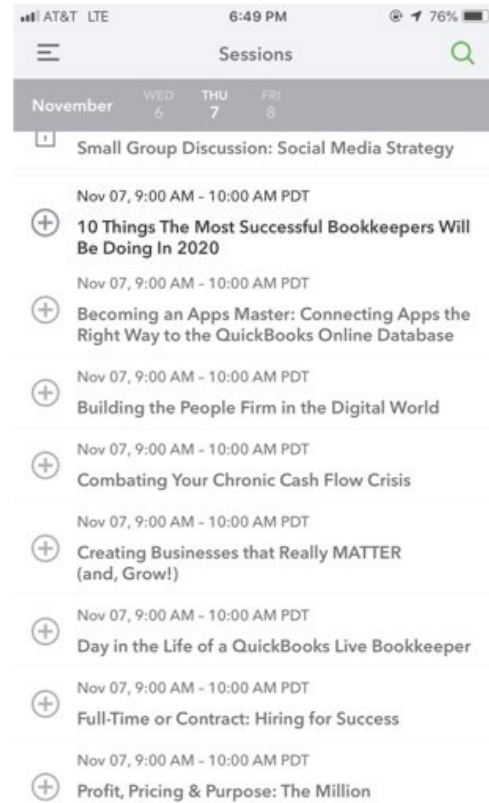 AT&T LTE 6:49 PM 76%
Sessions
November WED THU FRI
6 7 8
Small Group Discussion: Social Media Strategy
Nov 07, 9:00 AM – 10:00 AM PDT
10 Things The Most Successful Bookkeepers Will
Be Doing In 2020
Nov 07, 9:00 AM – 10:00 AM PDT
Becoming an Apps Master: Connecting Apps the
Right Way to the QuickBooks Online Database
Nov 07, 9:00 AM – 10:00 AM PDT
Building the People Firm in the Digital World
Nov 07, 9:00 AM – 10:00 AM PDT
Combating Your Chronic Cash Flow Crisis
Nov 07, 9:00 AM – 10:00 AM PDT
Creating Businesses that Really MATTER
(and, Grow!)
Nov 07, 9:00 AM – 10:00 AM PDT
Day in the Life of a QuickBooks Live Bookkeeper
Nov 07, 9:00 AM – 10:00 AM PDT
Full-Time or Contract: Hiring for Success
Nov 07, 9:00 AM – 10:00 AM PDT
Profit, Pricing & Purpose: The Million